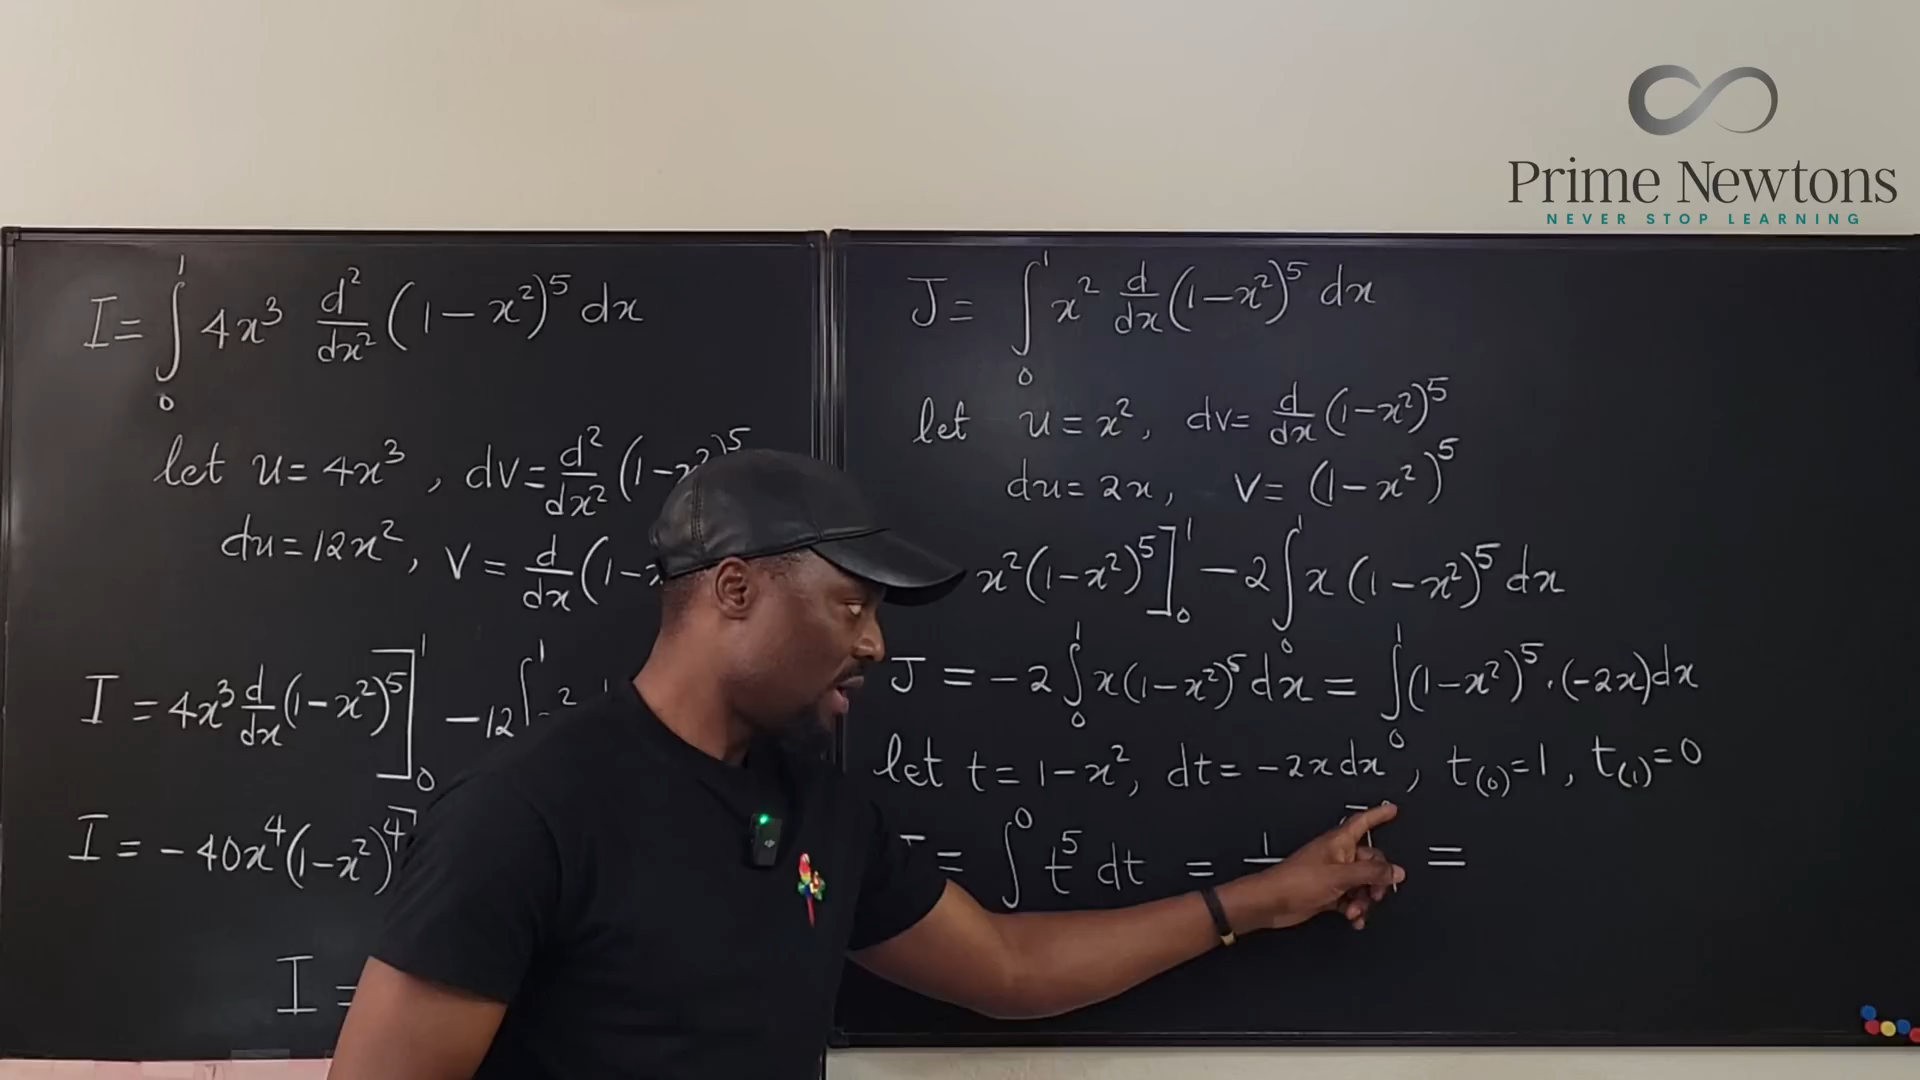 Prime Newtons
NEVER STOP LEARNING
I = ∫₀¹ 4x³ d²/dx² (1 - x²)⁵ dx
let u = 4x³, dv = d²/dx² (1 - x²)⁵
du = 12x², v = d/dx (1 - x
I = 4x³ d/dx (1 - x²)⁵]₀¹ - 12 ∫ ¹
I = -40x⁴(1 - x²)⁴]
I =
J = ∫₀¹ x² d/dx (1 - x²)⁵ dx
let u = x², dv = d/dx (1 - x²)⁵
du = 2x, v = (1 - x²)⁵
x²(1 - x²)⁵]₀¹ - 2 ∫₀¹ x (1 - x²)⁵ dx
J = -2 ∫₀¹ x(1 - x²)⁵ dx = ∫₀¹ (1 - x²)⁵ · (-2x)dx
let t = 1 - x², dt = -2x dx, t₍₀₎ = 1, t₍₁₎ = 0
= ∫ ⁰ t⁵ dt = =